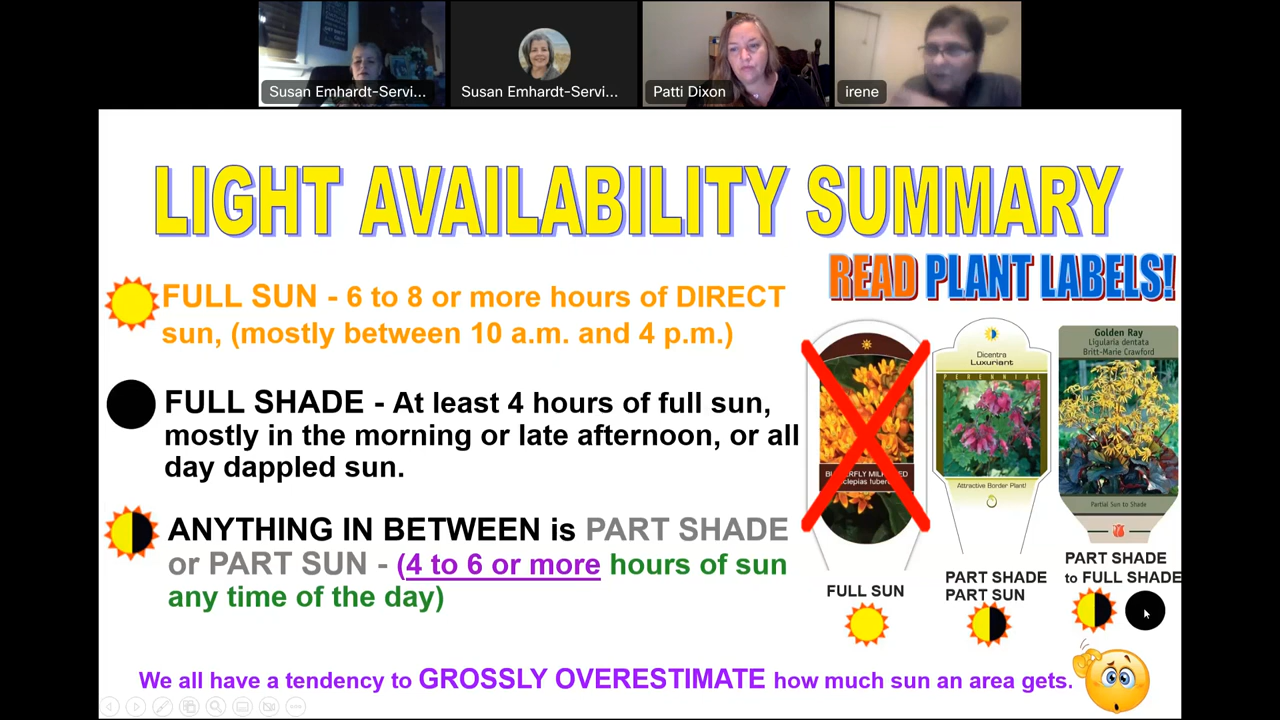 Susan Emhardt-Servi...
Susan Emhardt-Servi...
Patti Dixon
irene
LIGHT AVAILABILITY SUMMARY
READ PLANT LABELS!
FULL SUN - 6 to 8 or more hours of DIRECT
sun, (mostly between 10 a.m. and 4 p.m.)
FULL SHADE - At least 4 hours of full sun,
mostly in the morning or late afternoon, or all
day dappled sun.
ANYTHING IN BETWEEN is PART SHADE
or PART SUN - (4 to 6 or more hours of sun
any time of the day)
Dicentra
Luxuriant
PERENNIAL
Attractive Border Plant!
Golden Ray
Ligularia dentata
Britt-Marie Crawford
Partial Sun to Shade
FULL SUN
PART SHADE
PART SUN
PART SHADE
to FULL SHADE
We all have a tendency to GROSSLY OVERESTIMATE how much sun an area gets.